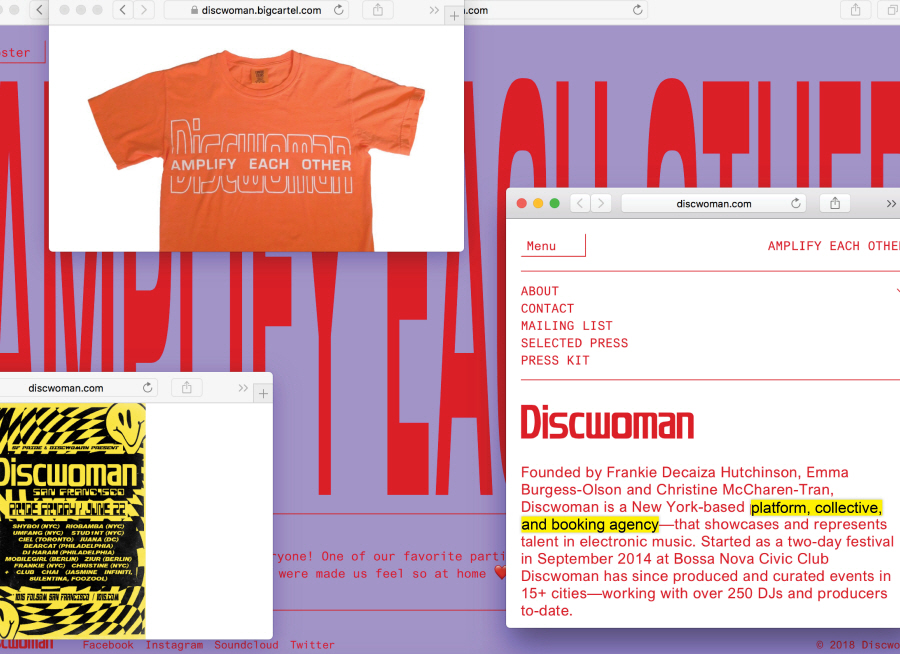 discwoman.bigcartel.com
.com
ster
AMPLIFY EACH OTHER
Discwoman
AMPLIFY EACH OTHER
discwoman.com
Menu
AMPLIFY EACH OTHE
ABOUT
CONTACT
MAILING LIST
SELECTED PRESS
PRESS KIT
Discwoman
Founded by Frankie Decaiza Hutchinson, Emma
Burgess-Olson and Christine McCharen-Tran,
Discwoman is a New York-based platform, collective,
and booking agency—that showcases and represents
talent in electronic music. Started as a two-day festival
in September 2014 at Bossa Nova Civic Club
Discwoman has since produced and curated events in
15+ cities—working with over 250 DJs and producers
to-date.
discwoman.com
SF PRIDE & DISCWOMAN PRESENT
Discwoman
SAN FRANCISCO
PRIDE FRIDAY / JUNE 22
SHYBOI (NYC) RIOBAMBA (NYC)
UMFANG (NYC) STUD1NT (NYC)
CIEL (TORONTO) JUANA (DC)
BEARCAT (PHILADELPHIA)
DJ HARAM (PHILADELPHIA)
MOBILEGIRL (BERLIN) ZIUR (BERLIN)
FRANKIE (NYC) CHRISTINE (NYC)
+ CLUB CHAI (JASMINE INFINITI,
8ULENTINA, FOOZOOL)
1015 FOLSOM SAN FRANCISCO / 1015.COM
ryone! One of our favorite parti
were made us feel so at home ❤️
Discwoman
Facebook Instagram Soundcloud Twitter
© 2018 Discwo